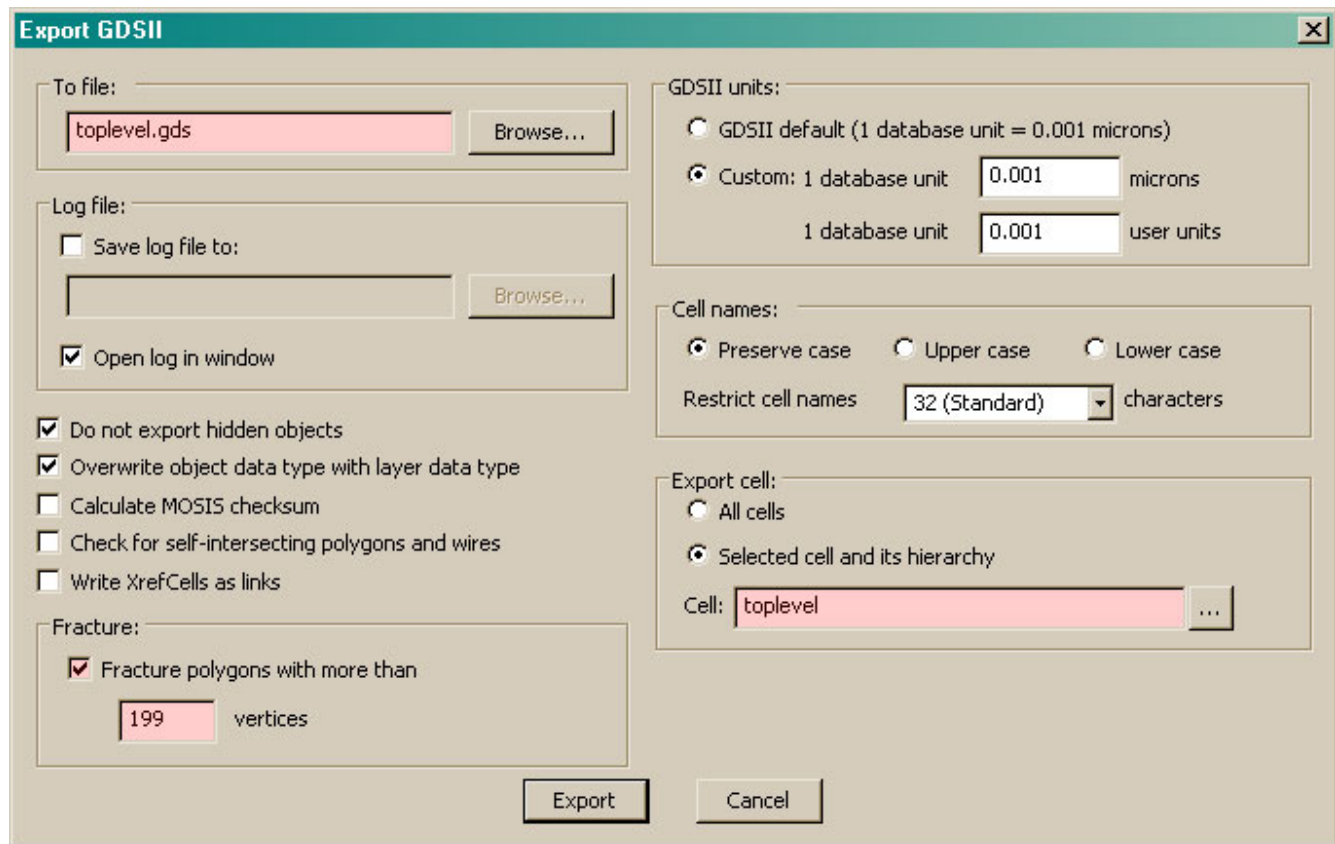 Export GDSII
To file:
toplevel.gds
Browse...
Log file:
Save log file to:
Browse...
Open log in window
Do not export hidden objects
Overwrite object data type with layer data type
Calculate MOSIS checksum
Check for self-intersecting polygons and wires
Write XrefCells as links
Fracture:
Fracture polygons with more than
199 vertices
GDSII units:
GDSII default (1 database unit = 0.001 microns)
Custom: 1 database unit 0.001 microns
1 database unit 0.001 user units
Cell names:
Preserve case Upper case Lower case
Restrict cell names 32 (Standard) characters
Export cell:
All cells
Selected cell and its hierarchy
Cell: toplevel ...
Export Cancel